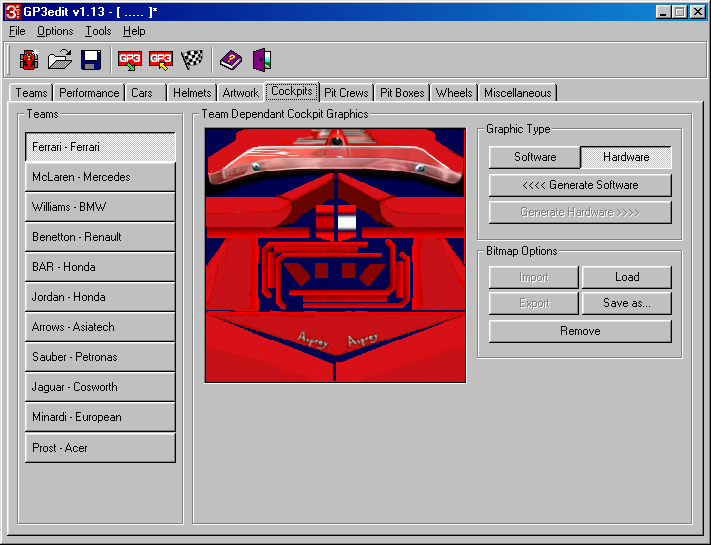 GP3edit v1.13 - [ ..... ]*
File Options Tools Help
GP3 GP3
Teams Performance Cars Helmets Artwork Cockpits Pit Crews Pit Boxes Wheels Miscellaneous
Teams
Ferrari - Ferrari
McLaren - Mercedes
Williams - BMW
Benetton - Renault
BAR - Honda
Jordan - Honda
Arrows - Asiatech
Sauber - Petronas
Jaguar - Cosworth
Minardi - European
Prost - Acer
Team Dependant Cockpit Graphics
Asprey Asprey
Graphic Type
Software Hardware
<<<< Generate Software
Generate Hardware >>>>
Bitmap Options
Import Load
Export Save as...
Remove